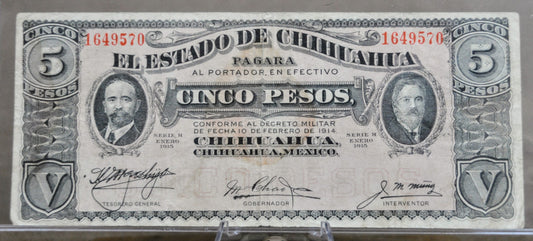 CINCO
1649570
1649570
CINCO
EL ESTADO DE CHIHUAHUA
5
5
PAGARA
PESOS
PESOS
AL PORTADOR, EN EFECTIVO
CINCO PESOS,
CONFORME AL DECRETO MILITAR
DE FECHA 10 DE FEBRERO DE 1914.
SERIE M
ENERO
1915
SERIE M
ENERO
1915
CHIHUAHUA,
CHIHUAHUA, MEXICO.
V
V
TESORERO GENERAL
GOBERNADOR
INTERVENTOR